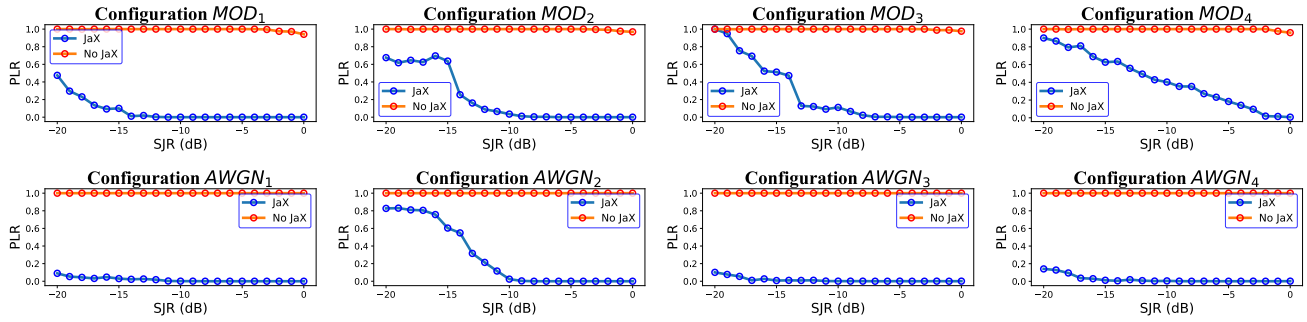 Configuration MOD1
PLR
1.0
0.8
0.6
0.4
0.2
0.0
JaX
No JaX
−20
−15
−10
−5
0
SJR (dB)
Configuration MOD2
PLR
1.0
0.8
0.6
0.4
0.2
0.0
JaX
No JaX
−20
−15
−10
−5
0
SJR (dB)
Configuration MOD3
PLR
1.0
0.8
0.6
0.4
0.2
0.0
JaX
No JaX
−20
−15
−10
−5
0
SJR (dB)
Configuration MOD4
PLR
1.0
0.8
0.6
0.4
0.2
0.0
JaX
No JaX
−20
−15
−10
−5
0
SJR (dB)
Configuration AWGN1
PLR
1.0
0.8
0.6
0.4
0.2
0.0
JaX
No JaX
−20
−15
−10
−5
0
SJR (dB)
Configuration AWGN2
PLR
1.0
0.8
0.6
0.4
0.2
0.0
JaX
No JaX
−20
−15
−10
−5
0
SJR (dB)
Configuration AWGN3
PLR
1.0
0.8
0.6
0.4
0.2
0.0
JaX
No JaX
−20
−15
−10
−5
0
SJR (dB)
Configuration AWGN4
PLR
1.0
0.8
0.6
0.4
0.2
0.0
JaX
No JaX
−20
−15
−10
−5
0
SJR (dB)